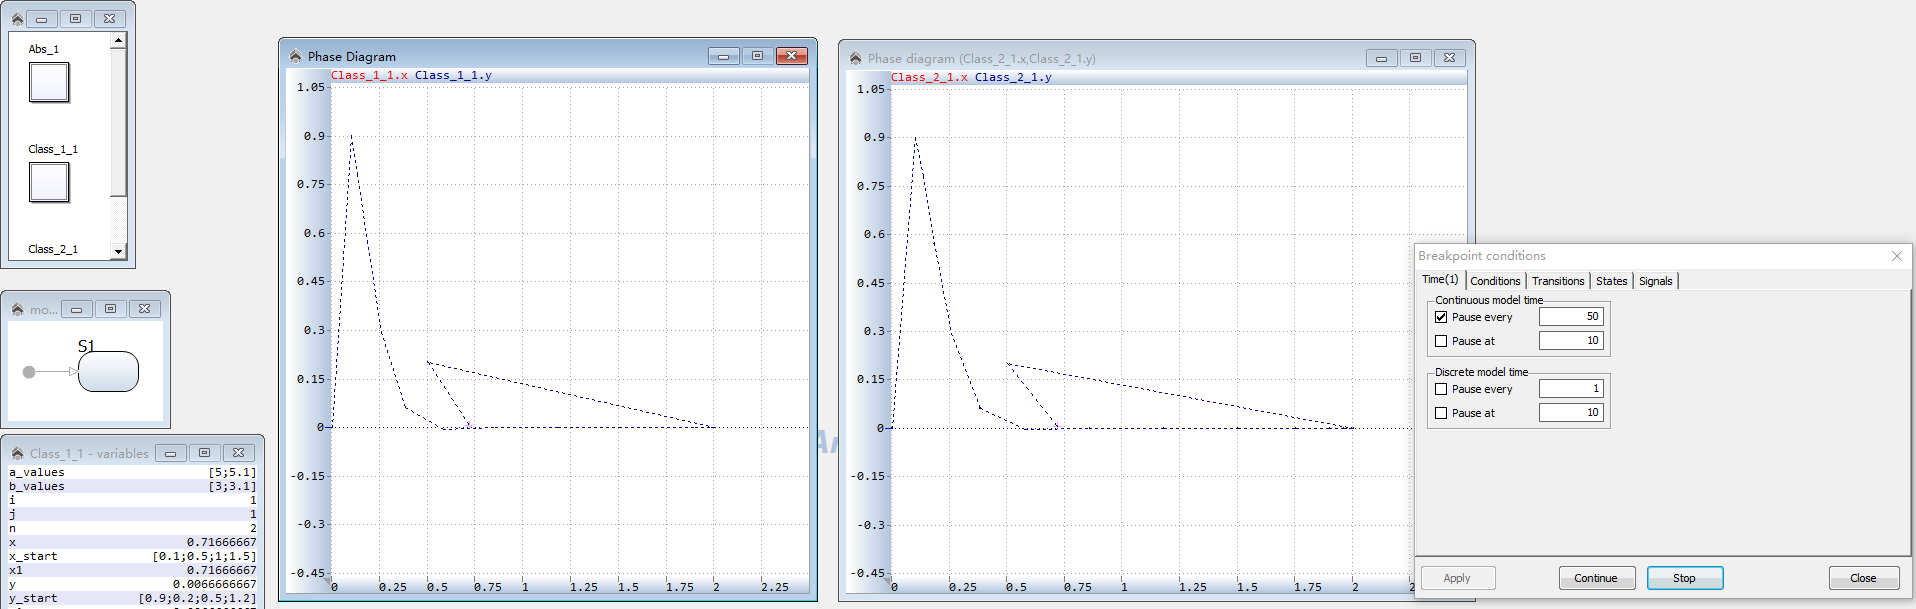 Abs_1
Class_1_1
Class_2_1
mo...
S1
Class_1_1 - variables
a_values [5;5.1]
b_values [3;3.1]
i 1
j 1
n 2
x 0.71666667
x_start [0.1;0.5;1;1.5]
x1 0.71666667
y 0.0066666667
y_start [0.9;0.2;0.5;1.2]
Phase Diagram
Class_1_1.x Class_1_1.y
1.05
0.9
0.75
0.6
0.45
0.3
0.15
0
-0.15
-0.3
-0.45
0 0.25 0.5 0.75 1 1.25 1.5 1.75 2 2.25
Phase diagram (Class_2_1.x,Class_2_1.y)
Class_2_1.x Class_2_1.y
1.05
0.9
0.75
0.6
0.45
0.3
0.15
0
-0.15
-0.3
-0.45
0 0.25 0.5 0.75 1 1.25 1.5 1.75 2
Breakpoint conditions
Time(1) Conditions Transitions States Signals
Continuous model time
Pause every 50
Pause at 10
Discrete model time
Pause every 1
Pause at 10
Apply Continue Stop Close